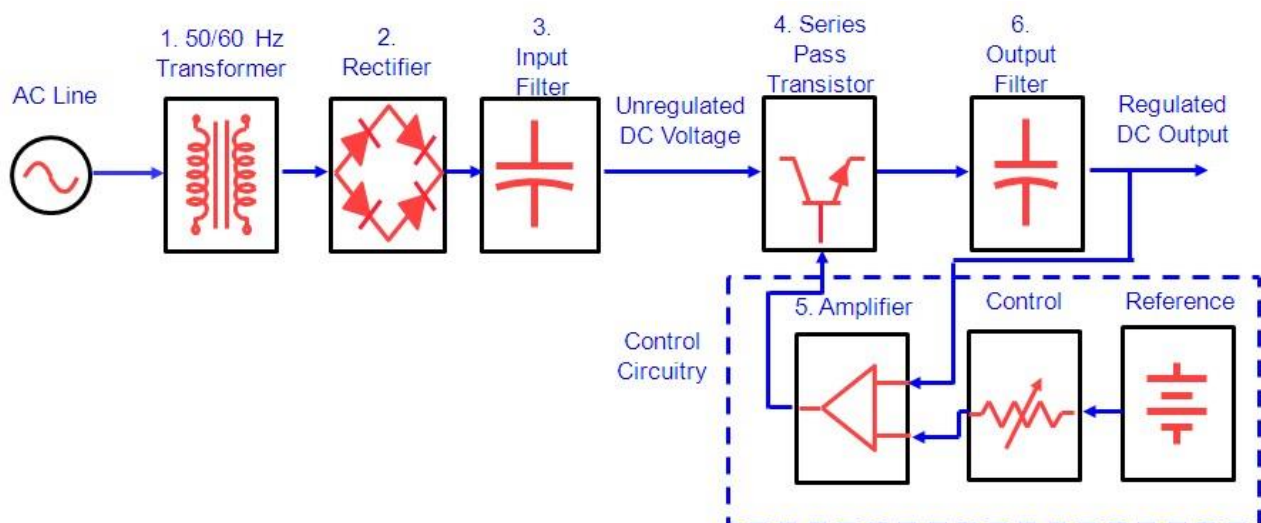 AC Line
1. 50/60 Hz
Transformer
2.
Rectifier
3.
Input
Filter
Unregulated
DC Voltage
4. Series
Pass
Transistor
6.
Output
Filter
Regulated
DC Output
Control
Circuitry
5. Amplifier
Control
Reference